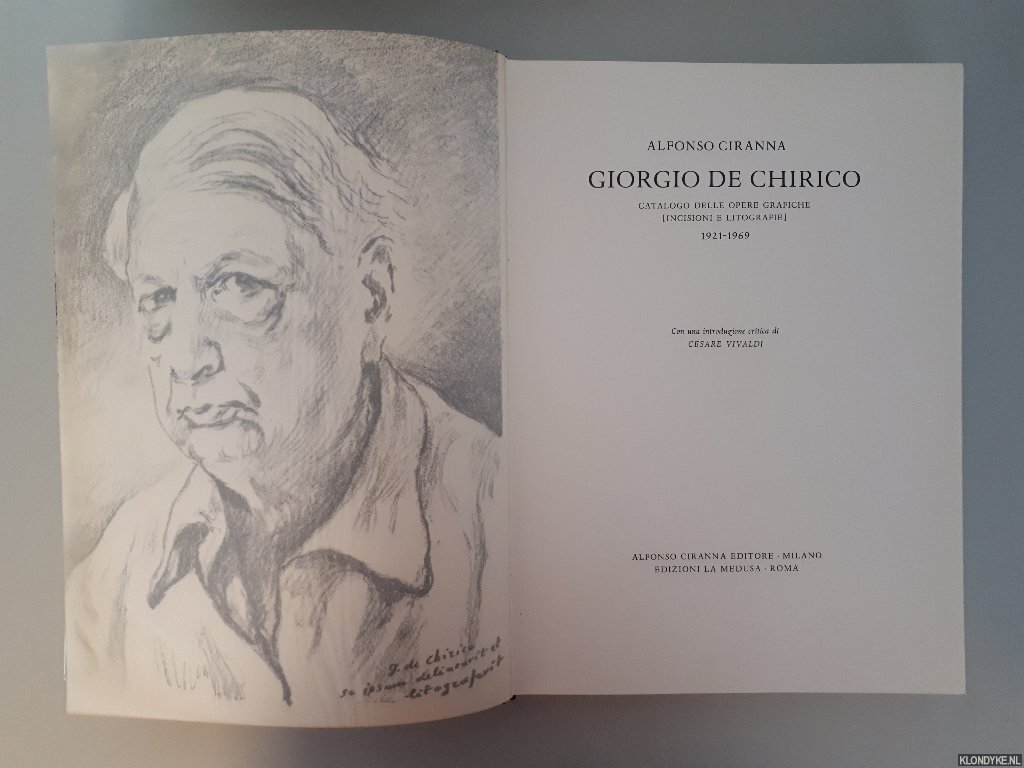 g. de Chirico
se ipsum delineavit et
litografavit
ALFONSO CIRANNA
GIORGIO DE CHIRICO
CATALOGO DELLE OPERE GRAFICHE
[INCISIONI E LITOGRAFIE]
1921-1969
Con una introduzione critica di
CESARE VIVALDI
ALFONSO CIRANNA EDITORE · MILANO
EDIZIONI LA MEDUSA · ROMA
KLONDYKE.NL